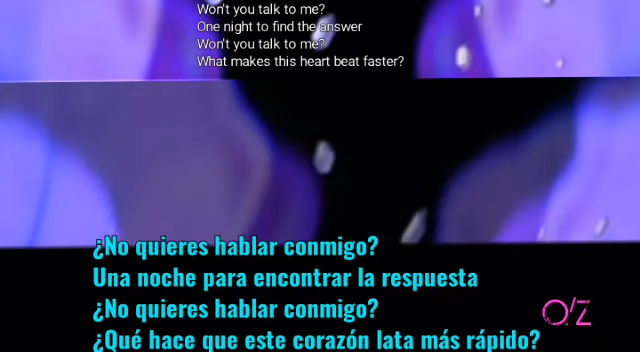 Won't you talk to me?
One night to find the answer
Won't you talk to me?
What makes this heart beat faster?
¿No quieres hablar conmigo?
Una noche para encontrar la respuesta
¿No quieres hablar conmigo?
O'Z
¿Qué hace que este corazón lata más rápido?